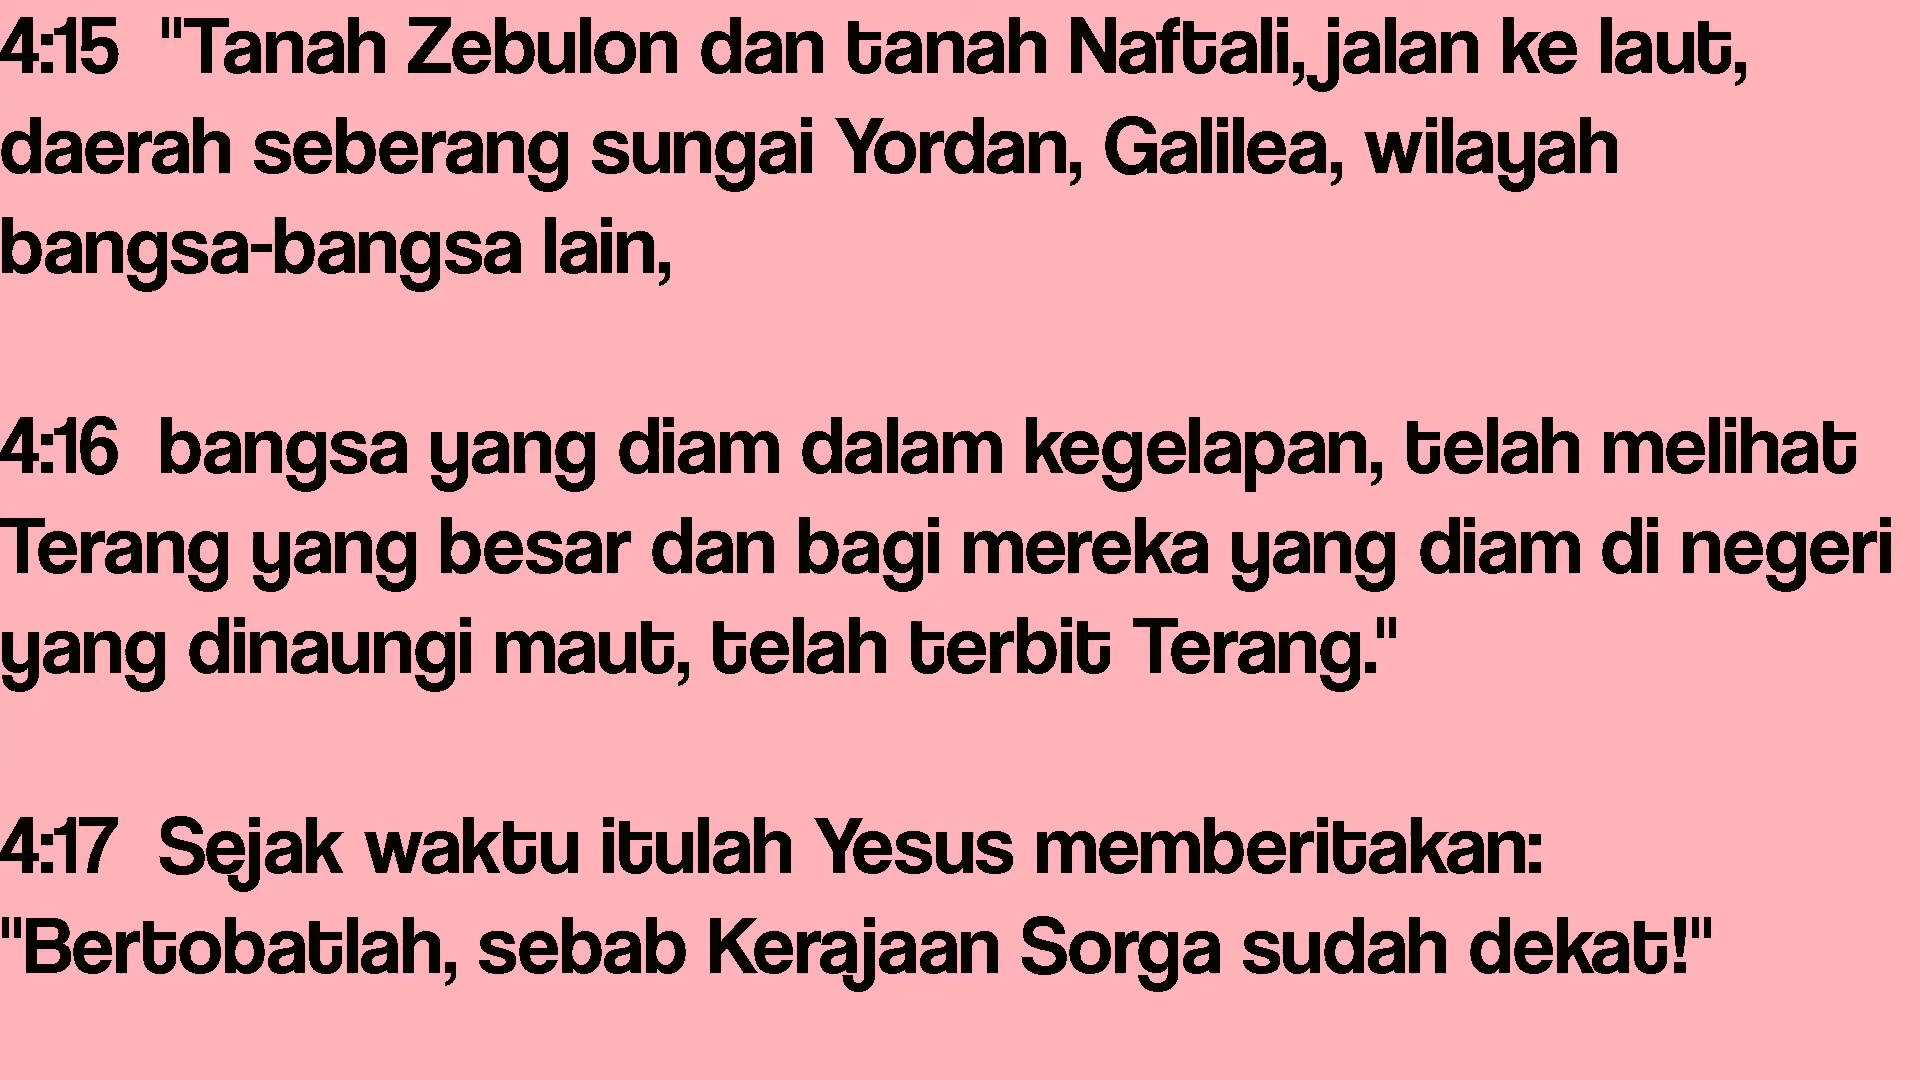 4:15 "Tanah Zebulon dan tanah Naftali, jalan ke laut,
daerah seberang sungai Yordan, Galilea, wilayah
bangsa-bangsa lain,
4:16 bangsa yang diam dalam kegelapan, telah melihat
Terang yang besar dan bagi mereka yang diam di negeri
yang dinaungi maut, telah terbit Terang."
4:17 Sejak waktu itulah Yesus memberitakan:
"Bertobatlah, sebab Kerajaan Sorga sudah dekat!"